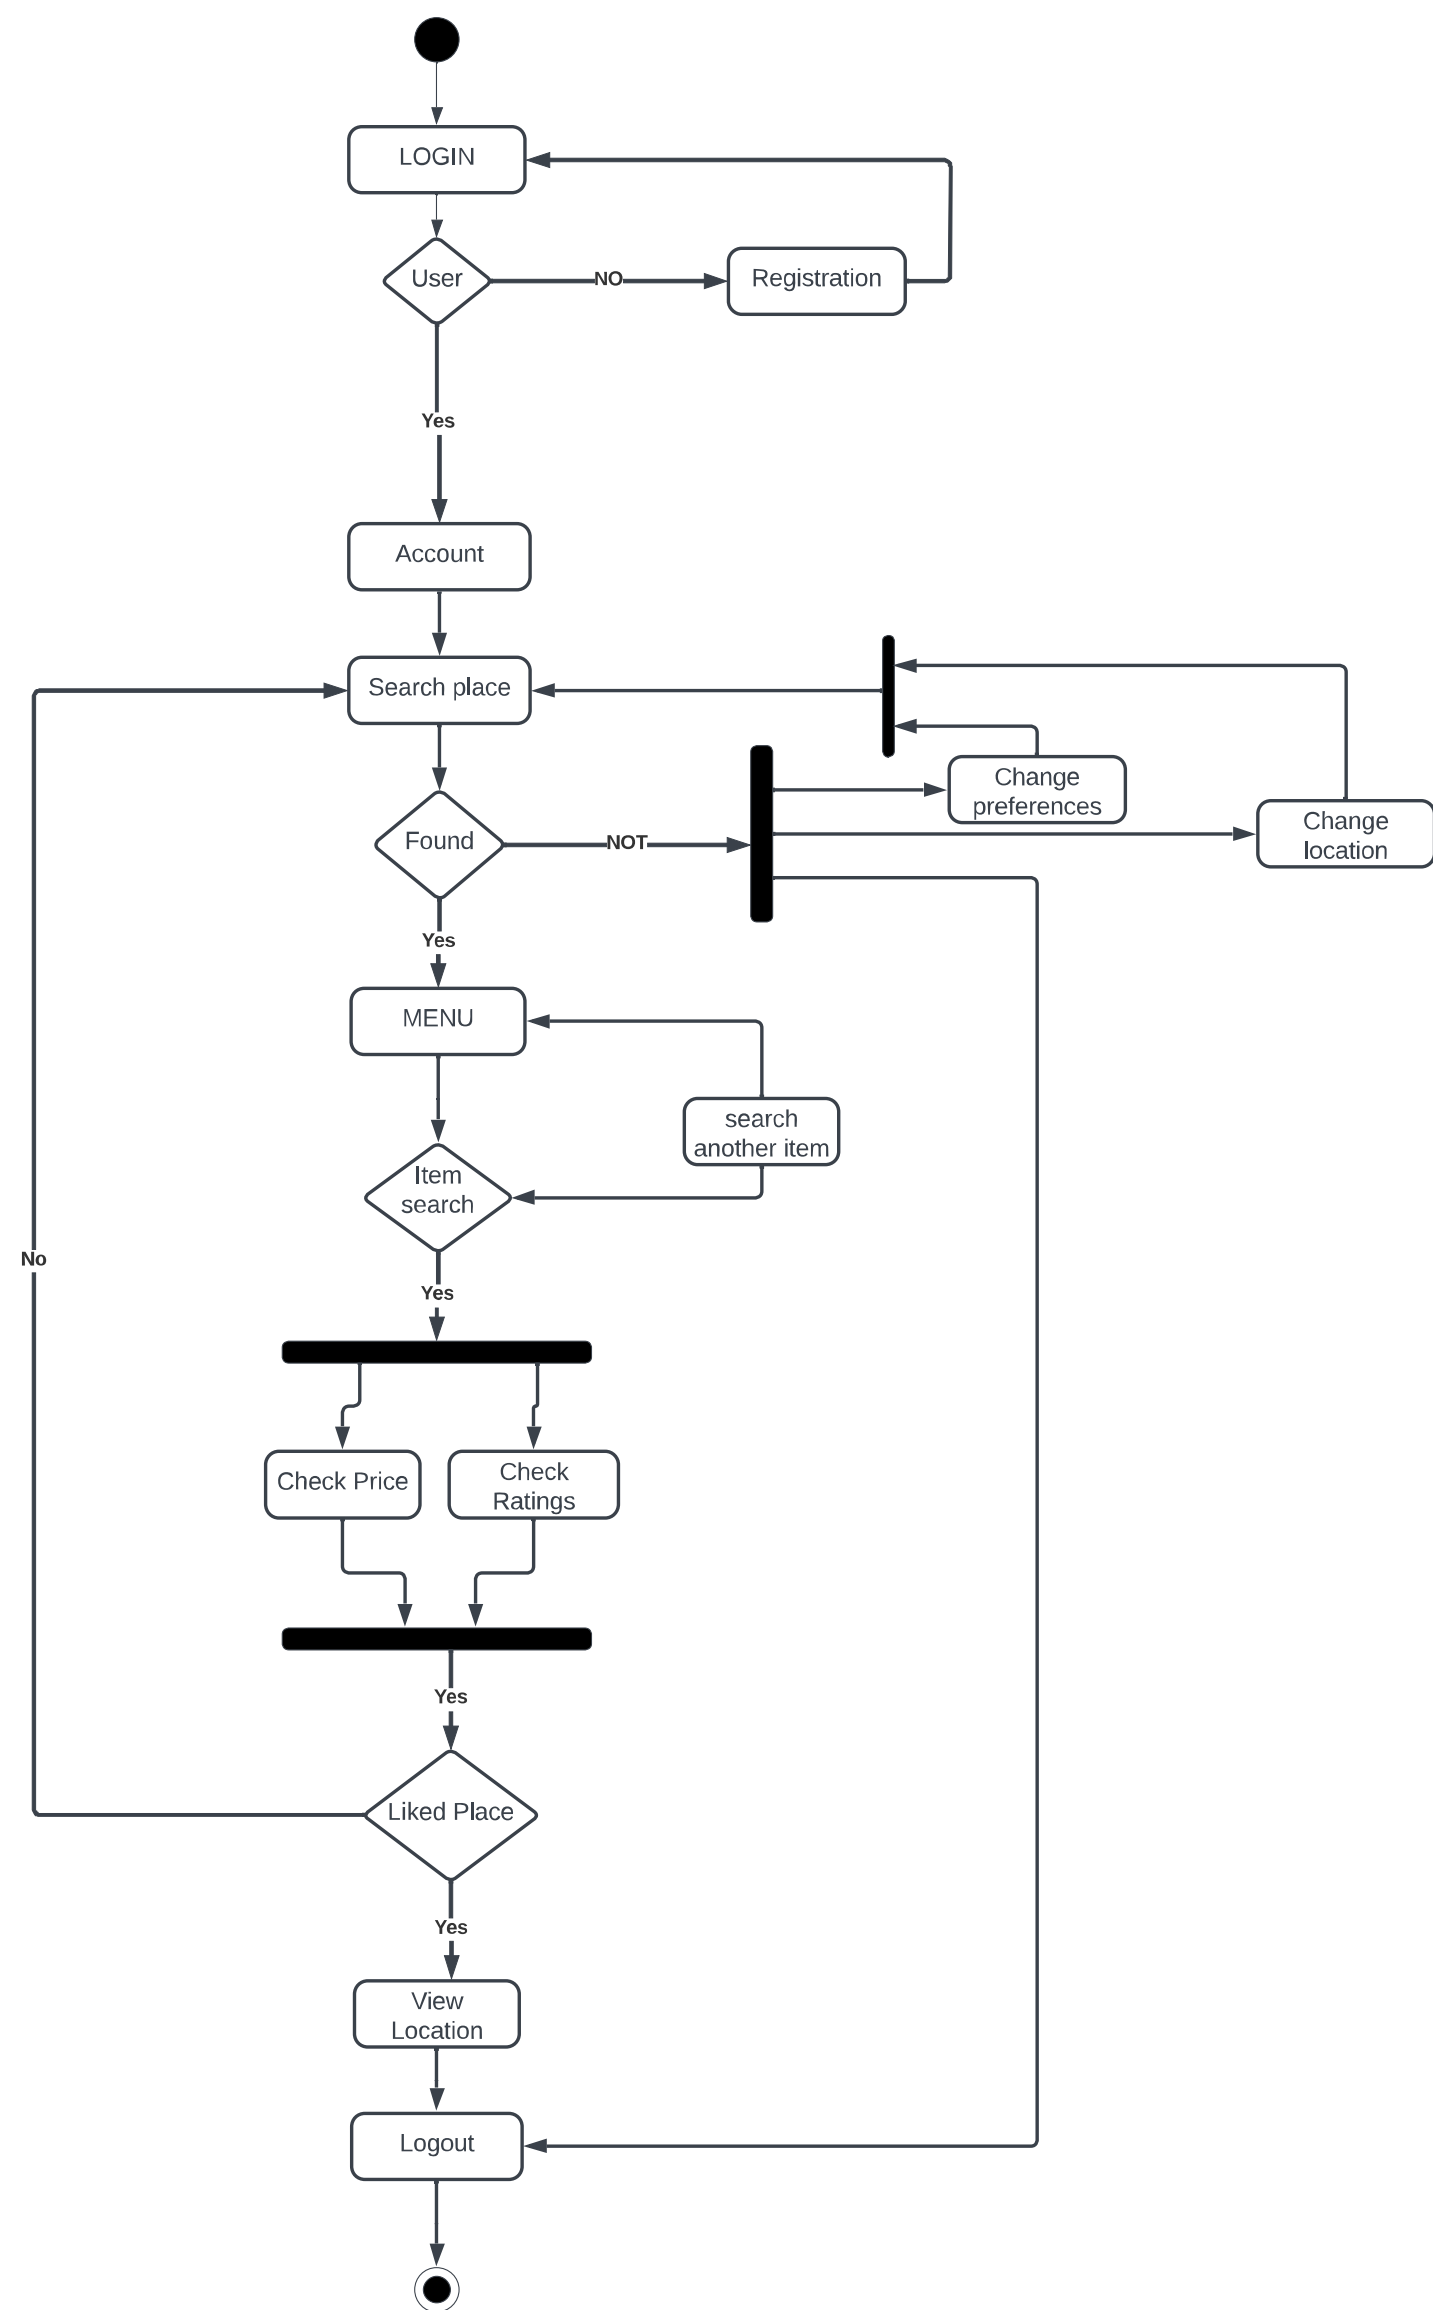 LOGIN
User
NO
Registration
Yes
Account
Search place
Change
preferences
Change
location
Found
NOT
Yes
MENU
search
another item
Item
search
No
Yes
Check Price
Check
Ratings
Yes
Liked Place
Yes
View
Location
Logout